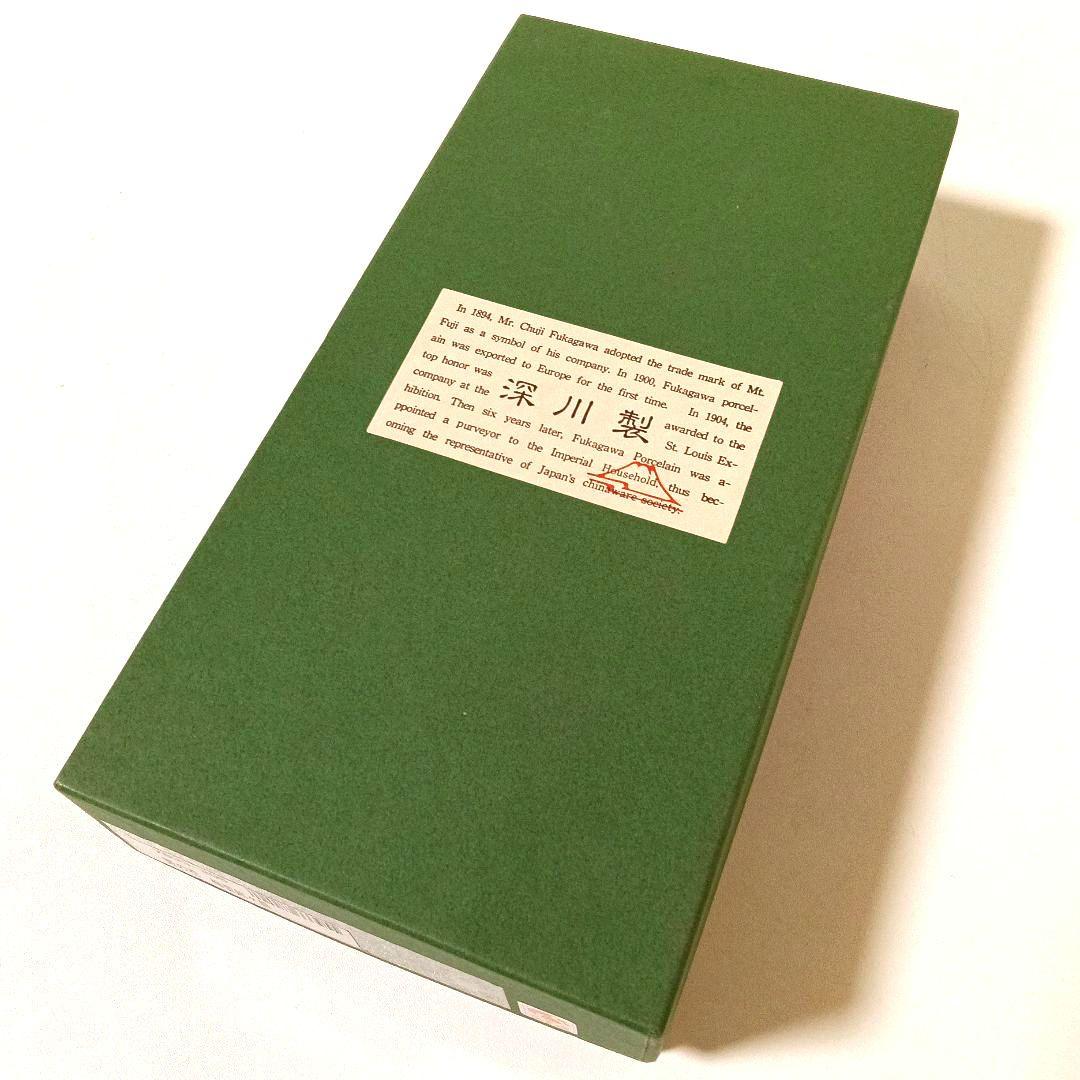 In 1894, Mr. Chuji Fukagawa adopted the trade mark of Mt.
Fuji as a symbol of his company. In 1900, Fukagawa porcel-
ain was exported to Europe for the first time. In 1904, the
top honor was awarded to the
company at the St. Louis Ex-
深川製
hibition. Then six years later, Fukagawa Porcelain was a-
ppointed a purveyor to the Imperial Household, thus bec-
oming the representative of Japan's chinaware society.